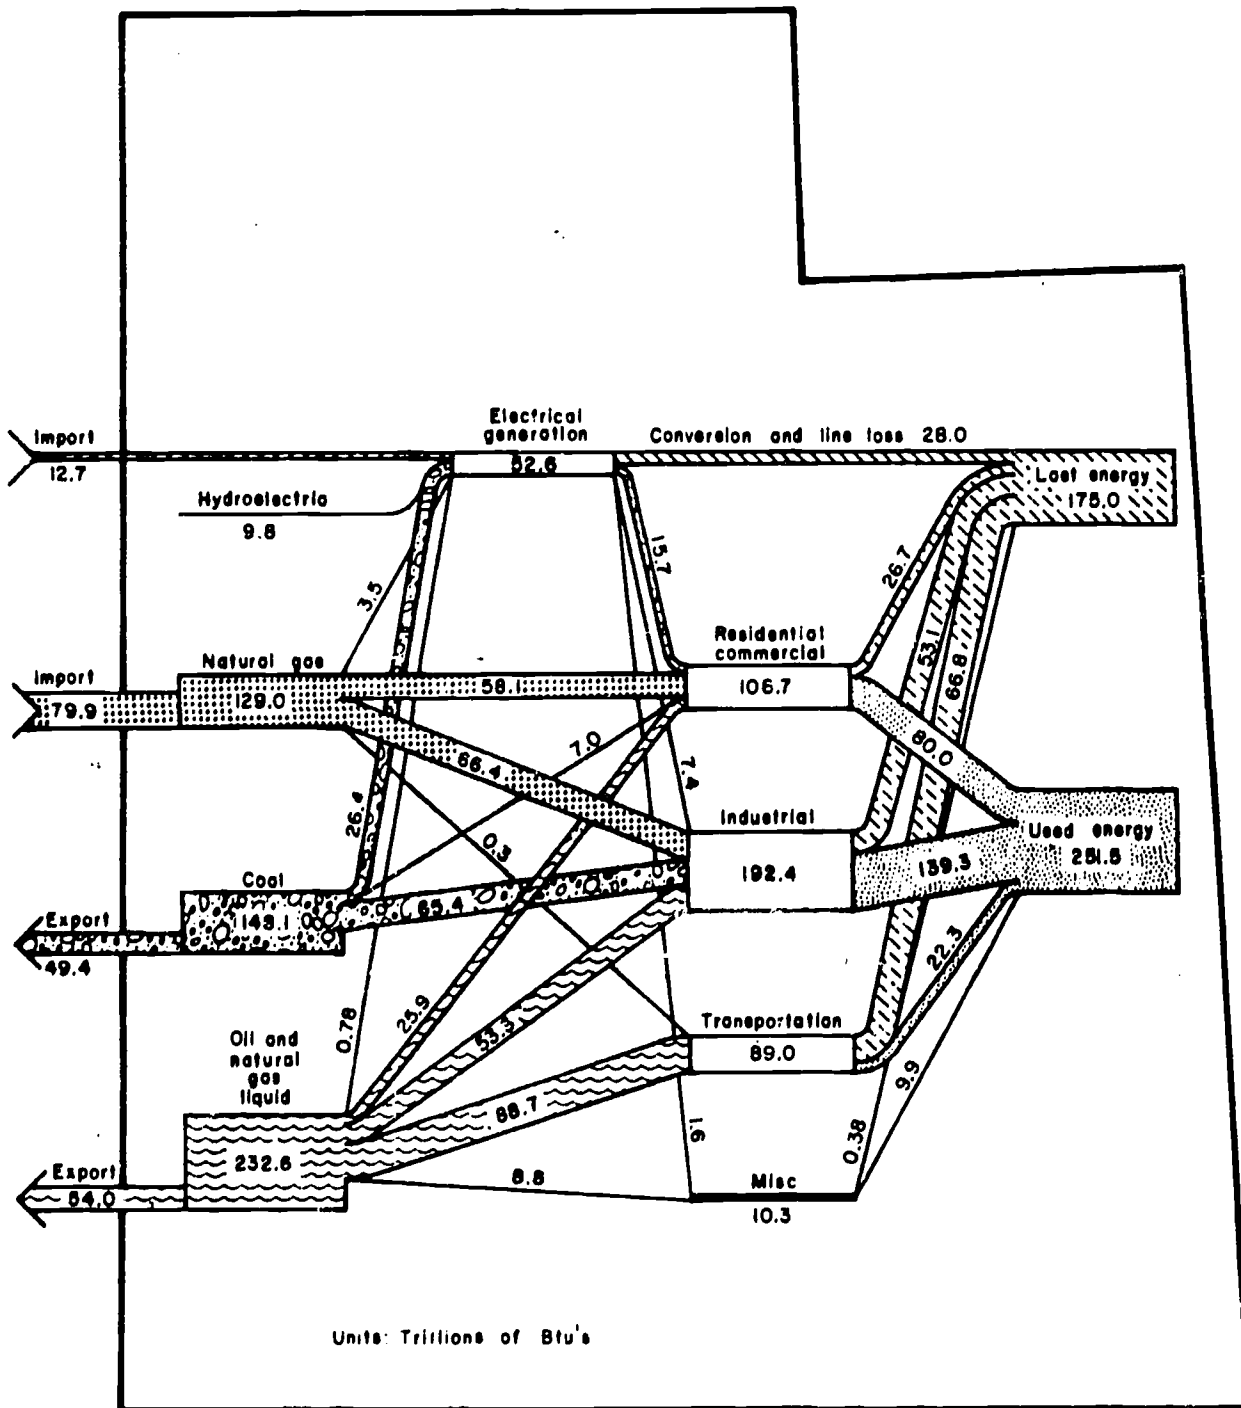 Import
12.7
Electrical
generation
52.6
Conversion and line loss 28.0
Lost energy
175.0
Hydroelectric
9.8
3.5
15.7
26.7
53.1
66.8
Residential
commercial
106.7
Import
79.9
Natural gas
129.0
58.1
66.4
7.0
7.4
80.0
26.4
0.3
Industrial
192.4
139.3
Used energy
251.5
Coal
143.1
65.4
Export
49.4
22.3
0.78
25.9
53.3
Transportation
89.0
Oil and
natural
gas
liquid
232.6
88.7
1.6
0.38
9.9
Export
54.0
8.8
Misc
10.3
Units: Trillions of Btu's